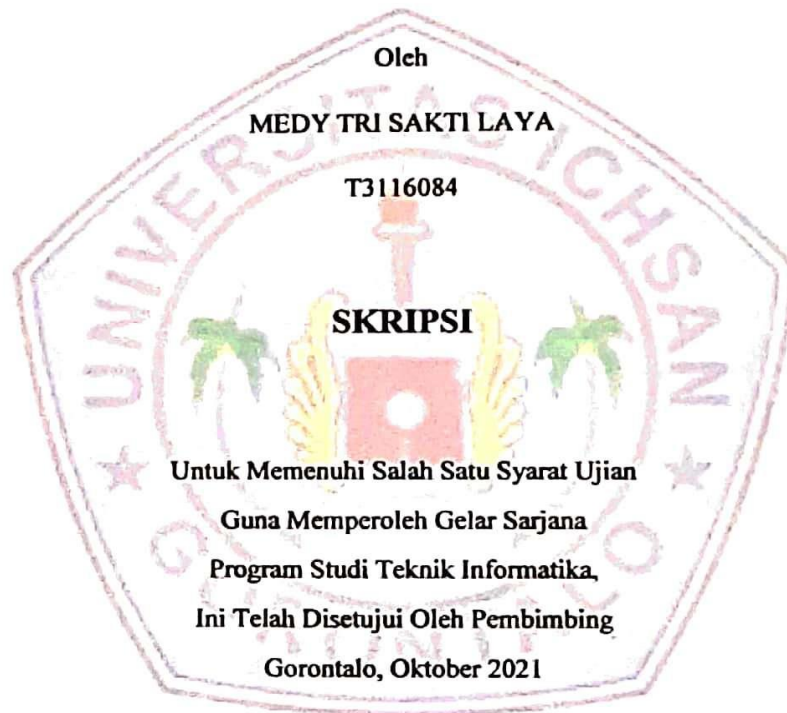 Oleh
MEDY TRI SAKTI LAYA
T3116084
SKRIPSI
Untuk Memenuhi Salah Satu Syarat Ujian
Guna Memperoleh Gelar Sarjana
Program Studi Teknik Informatika,
Ini Telah Disetujui Oleh Pembimbing
Gorontalo, Oktober 2021
UNIVERSITAS ICHSAN
GORONTALO